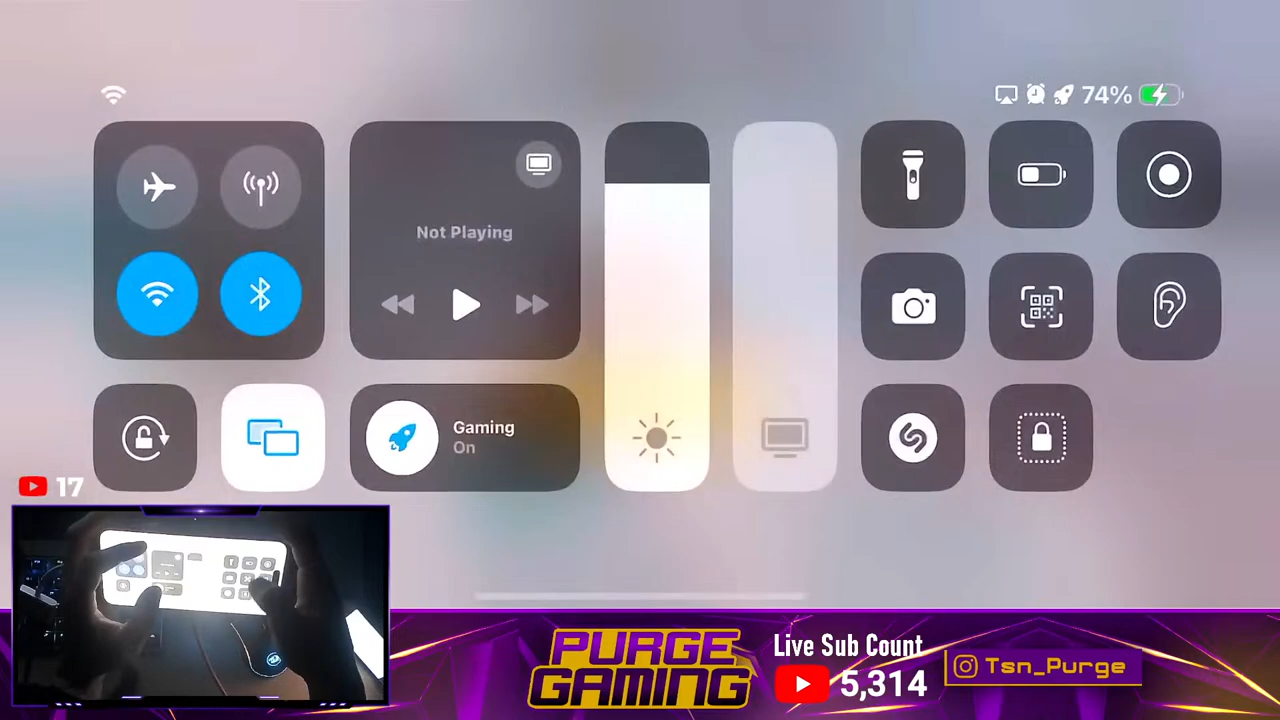 74%
Not Playing
Gaming
On
17
PURGE
GAMING
Live Sub Count
5,314
Tsn_Purge